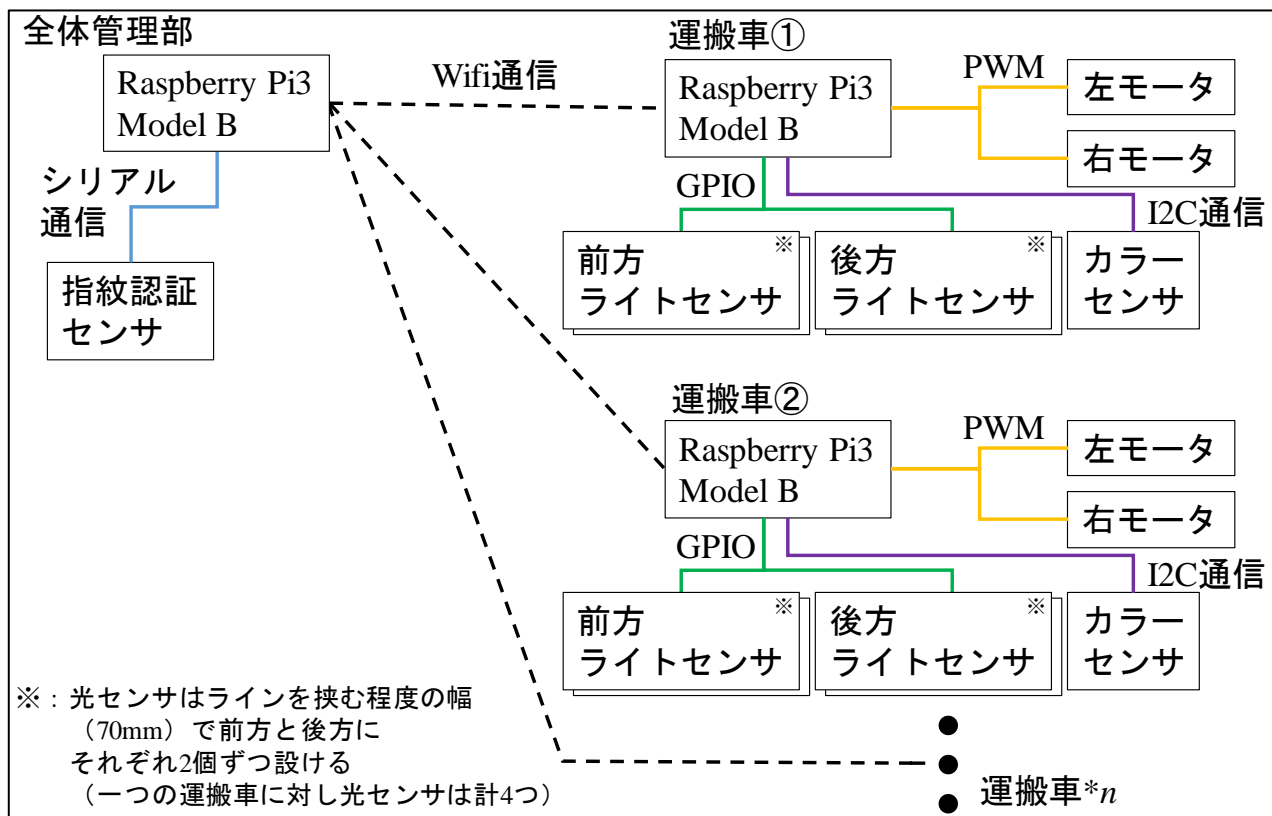 全体管理部
Raspberry Pi3
Model B
シリアル
通信
指紋認証
センサ
Wifi通信
運搬車①
Raspberry Pi3
Model B
PWM
左モータ
右モータ
GPIO
I2C通信
前方
ライトセンサ
※
後方
ライトセンサ
※
カラー
センサ
運搬車②
Raspberry Pi3
Model B
PWM
左モータ
右モータ
GPIO
I2C通信
前方
ライトセンサ
※
後方
ライトセンサ
※
カラー
センサ
※：光センサはラインを挟む程度の幅
（70mm）で前方と後方に
それぞれ2個ずつ設ける
（一つの運搬車に対し光センサは計4つ）
運搬車*n